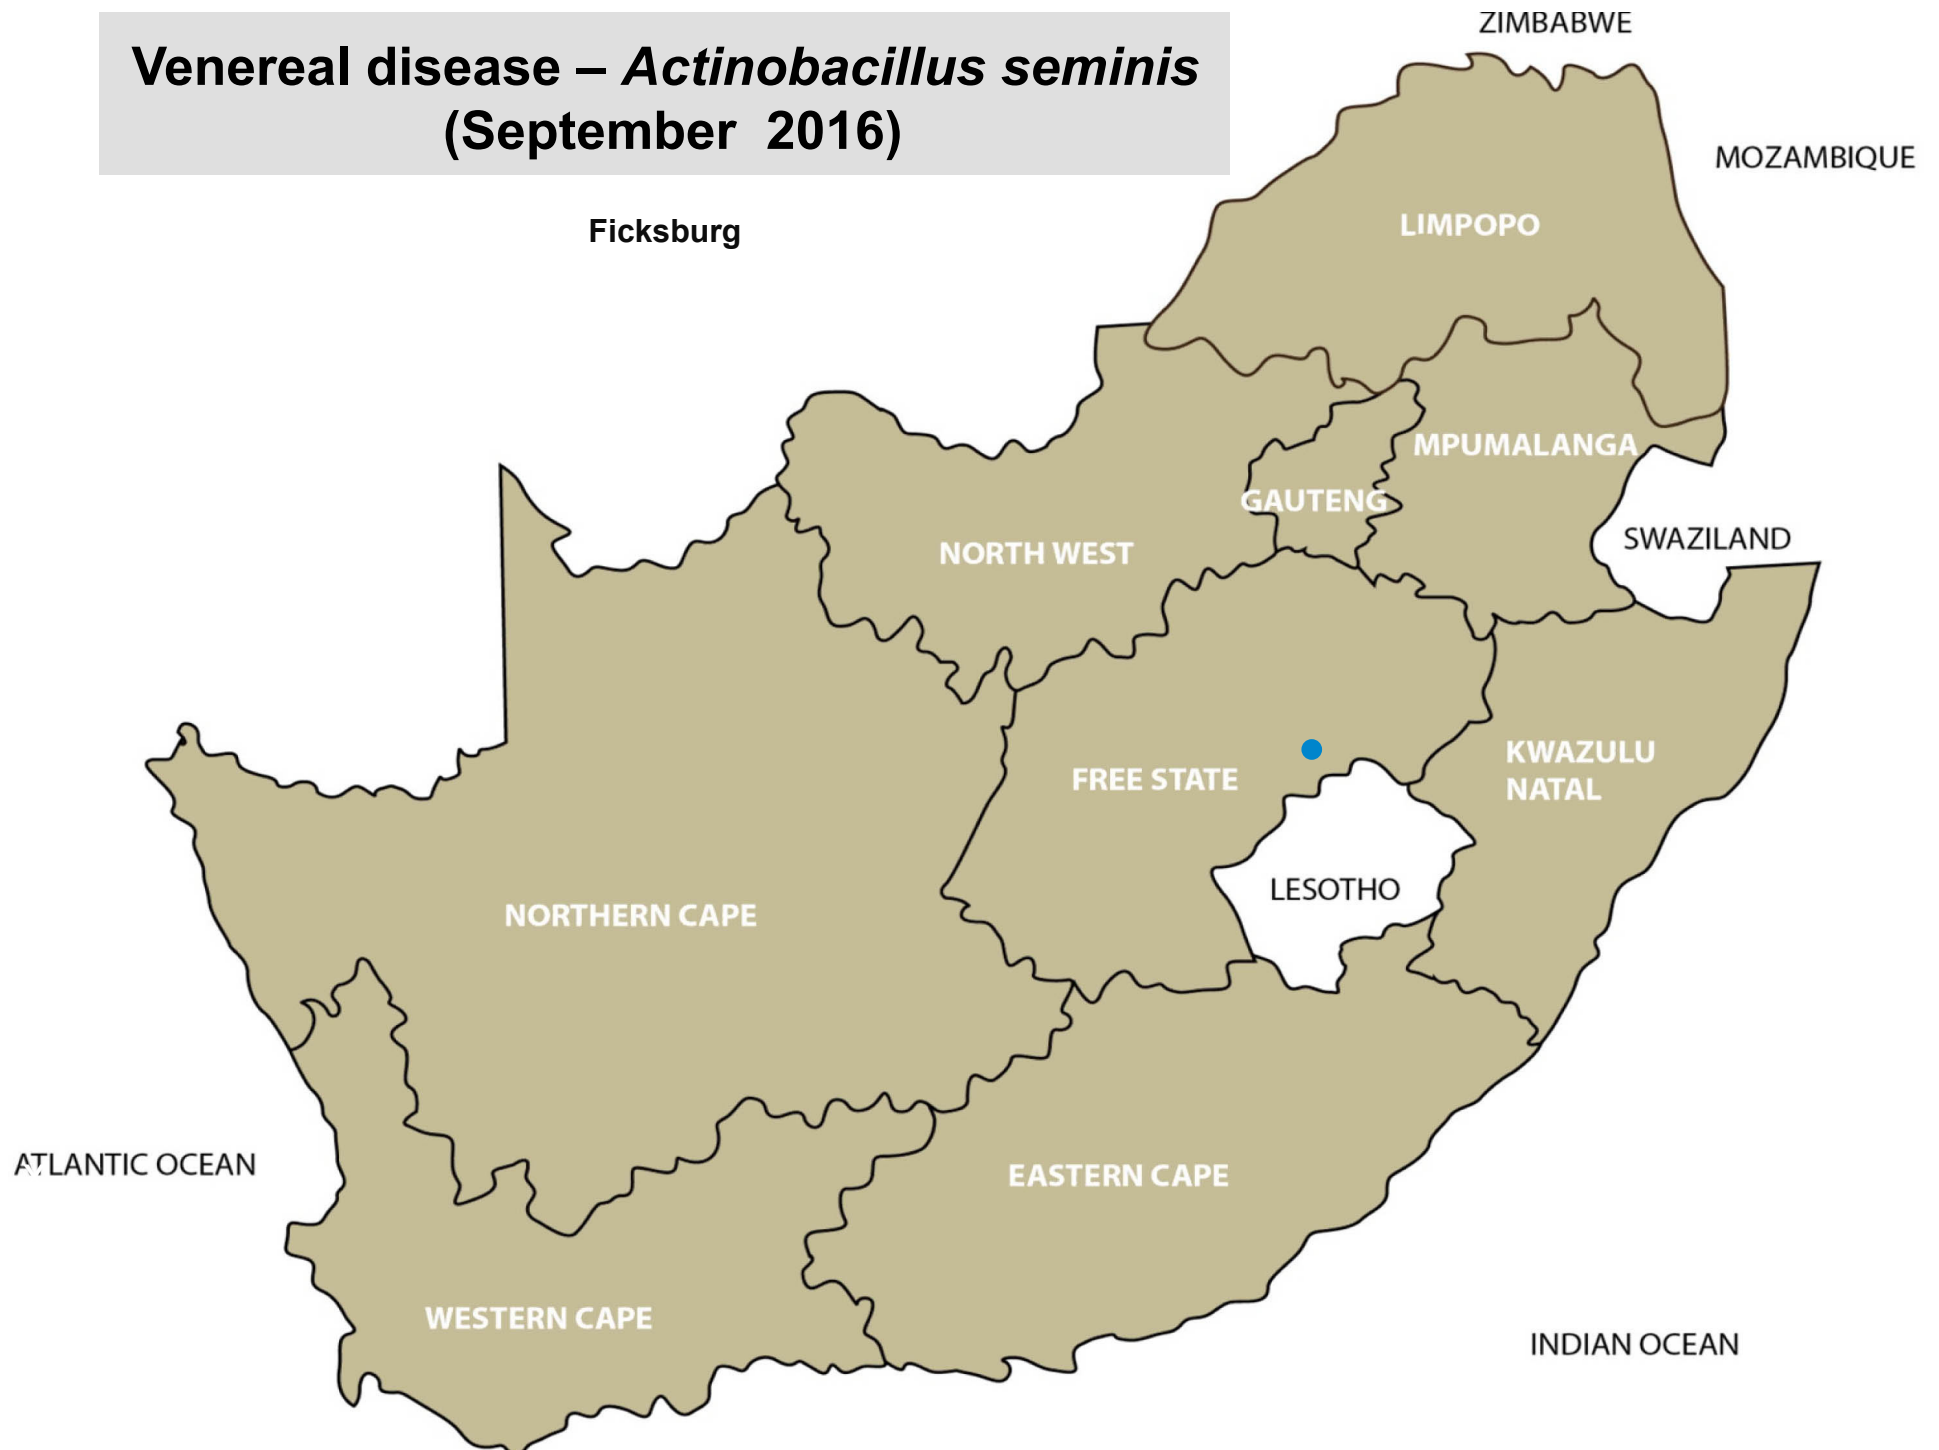 Venereal disease – Actinobacillus seminis
(September 2016)
ZIMBABWE
MOZAMBIQUE
Ficksburg
LIMPOPO
MPUMALANGA
GAUTENG
SWAZILAND
NORTH WEST
KWAZULU
NATAL
FREE STATE
LESOTHO
NORTHERN CAPE
ATLANTIC OCEAN
EASTERN CAPE
WESTERN CAPE
INDIAN OCEAN